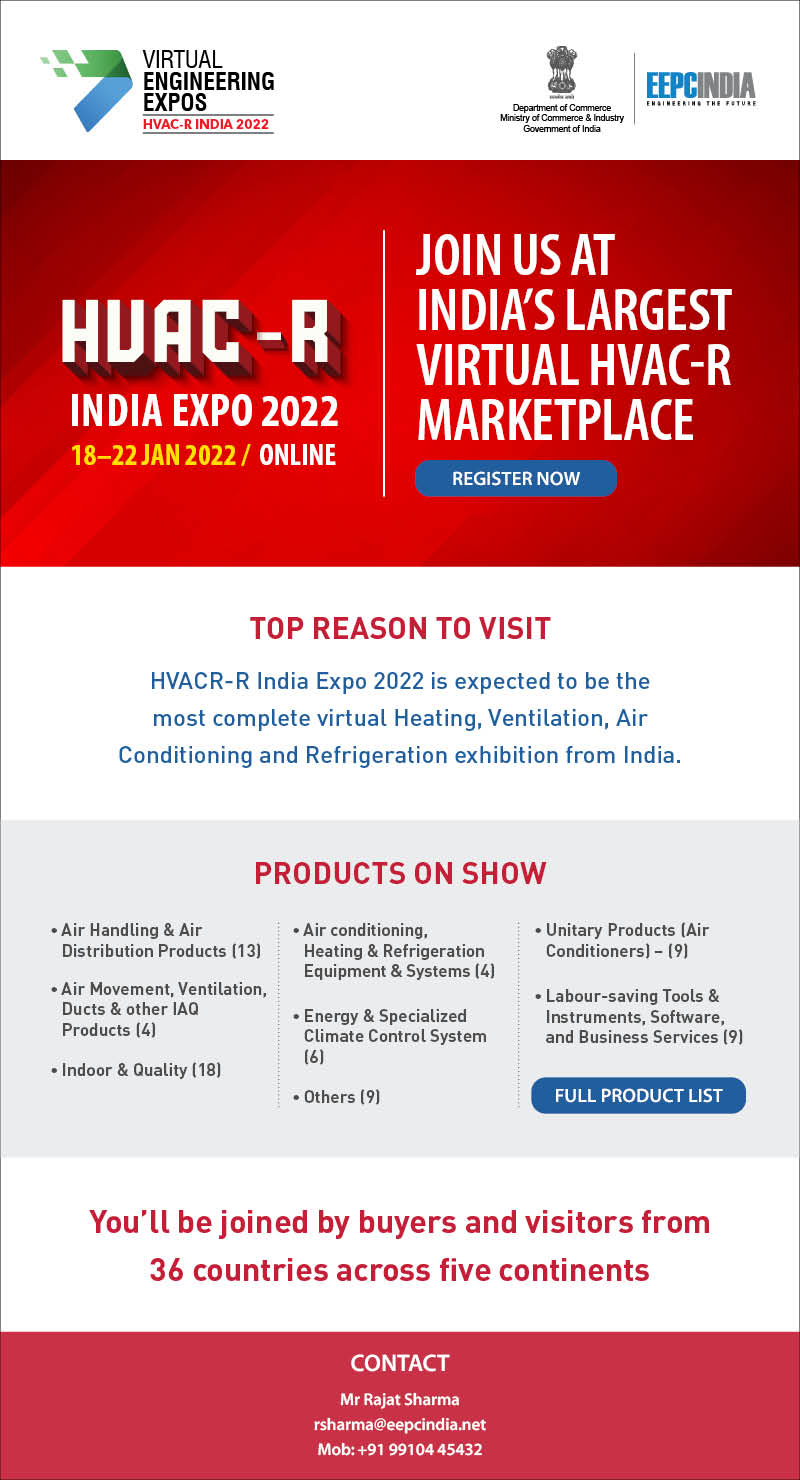 VIRTUAL
ENGINEERING
EXPOS
HVAC-R INDIA 2022
Department of Commerce
Ministry of Commerce & Industry
Government of India
EEPCINDIA
ENGINEERING THE FUTURE
HVAC-R
INDIA EXPO 2022
18–22 JAN 2022 / ONLINE
JOIN US AT
INDIA'S LARGEST
VIRTUAL HVAC-R
MARKETPLACE
REGISTER NOW
TOP REASON TO VISIT
HVACR-R India Expo 2022 is expected to be the
most complete virtual Heating, Ventilation, Air
Conditioning and Refrigeration exhibition from India.
PRODUCTS ON SHOW
• Air Handling & Air
Distribution Products (13)
• Air Movement, Ventilation,
Ducts & other IAQ
Products (4)
• Indoor & Quality (18)
• Air conditioning,
Heating & Refrigeration
Equipment & Systems (4)
• Energy & Specialized
Climate Control System
(6)
• Others (9)
• Unitary Products (Air
Conditioners) – (9)
• Labour-saving Tools &
Instruments, Software,
and Business Services (9)
FULL PRODUCT LIST
You'll be joined by buyers and visitors from
36 countries across five continents
CONTACT
Mr Rajat Sharma
rsharma@eepcindia.net
Mob: +91 99104 45432